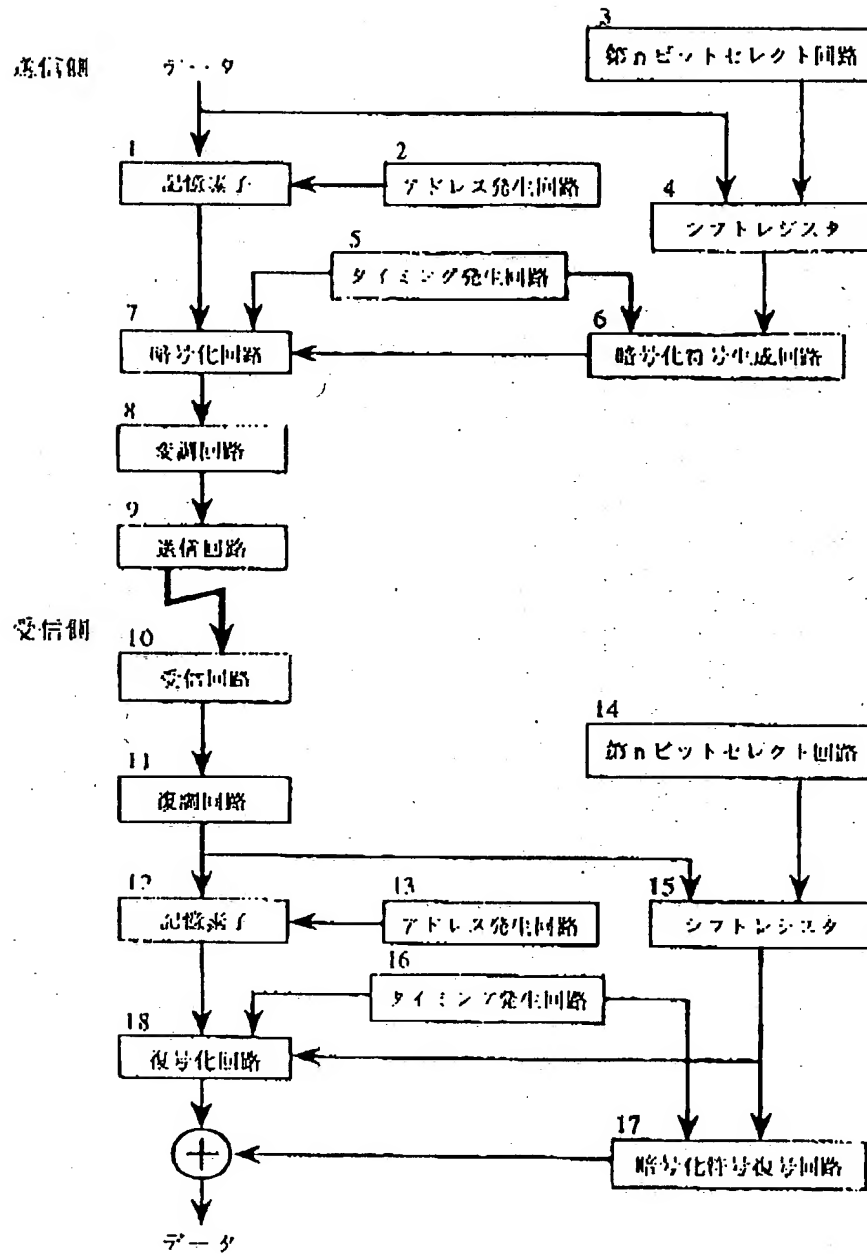 3
送信側
データ
第nビットセレクト回路
1
2
4
記憶素子
アドレス発生回路
シフトレジスタ
5
タイミング発生回路
7
6
暗号化回路
暗号化符号生成回路
8
変調回路
9
送信回路
受信側
10
受信回路
14
第nビットセレクト回路
11
復調回路
12
13
15
記憶素子
アドレス発生回路
シフトレジスタ
16
タイミング発生回路
18
復号化回路
17
暗号化符号復号回路
データ